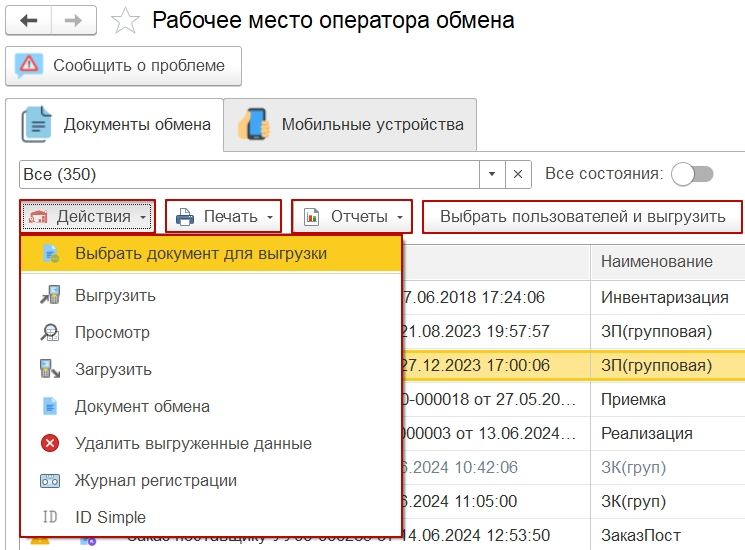 Рабочее место оператора обмена
Сообщить о проблеме
Документы обмена
Мобильные устройства
Все (350)
Все состояния:
Действия
Печать
Отчеты
Выбрать пользователей и выгрузить
Выбрать документ для выгрузки
Наименование
Выгрузить
7.06.2018 17:24:06
Инвентаризация
Просмотр
21.08.2023 19:57:57
ЗП(групповая)
Загрузить
27.12.2023 17:00:06
ЗП(групповая)
Документ обмена
0-000018 от 27.05.20...
Приемка
Удалить выгруженные данные
000003 от 13.06.2024...
Реализация
Журнал регистрации
6.2024 10:42:06
ЗК(груп)
ID ID Simple
6.2024 11:05:00
ЗК(груп)
14.06.2024 12:53:50
ЗаказПост